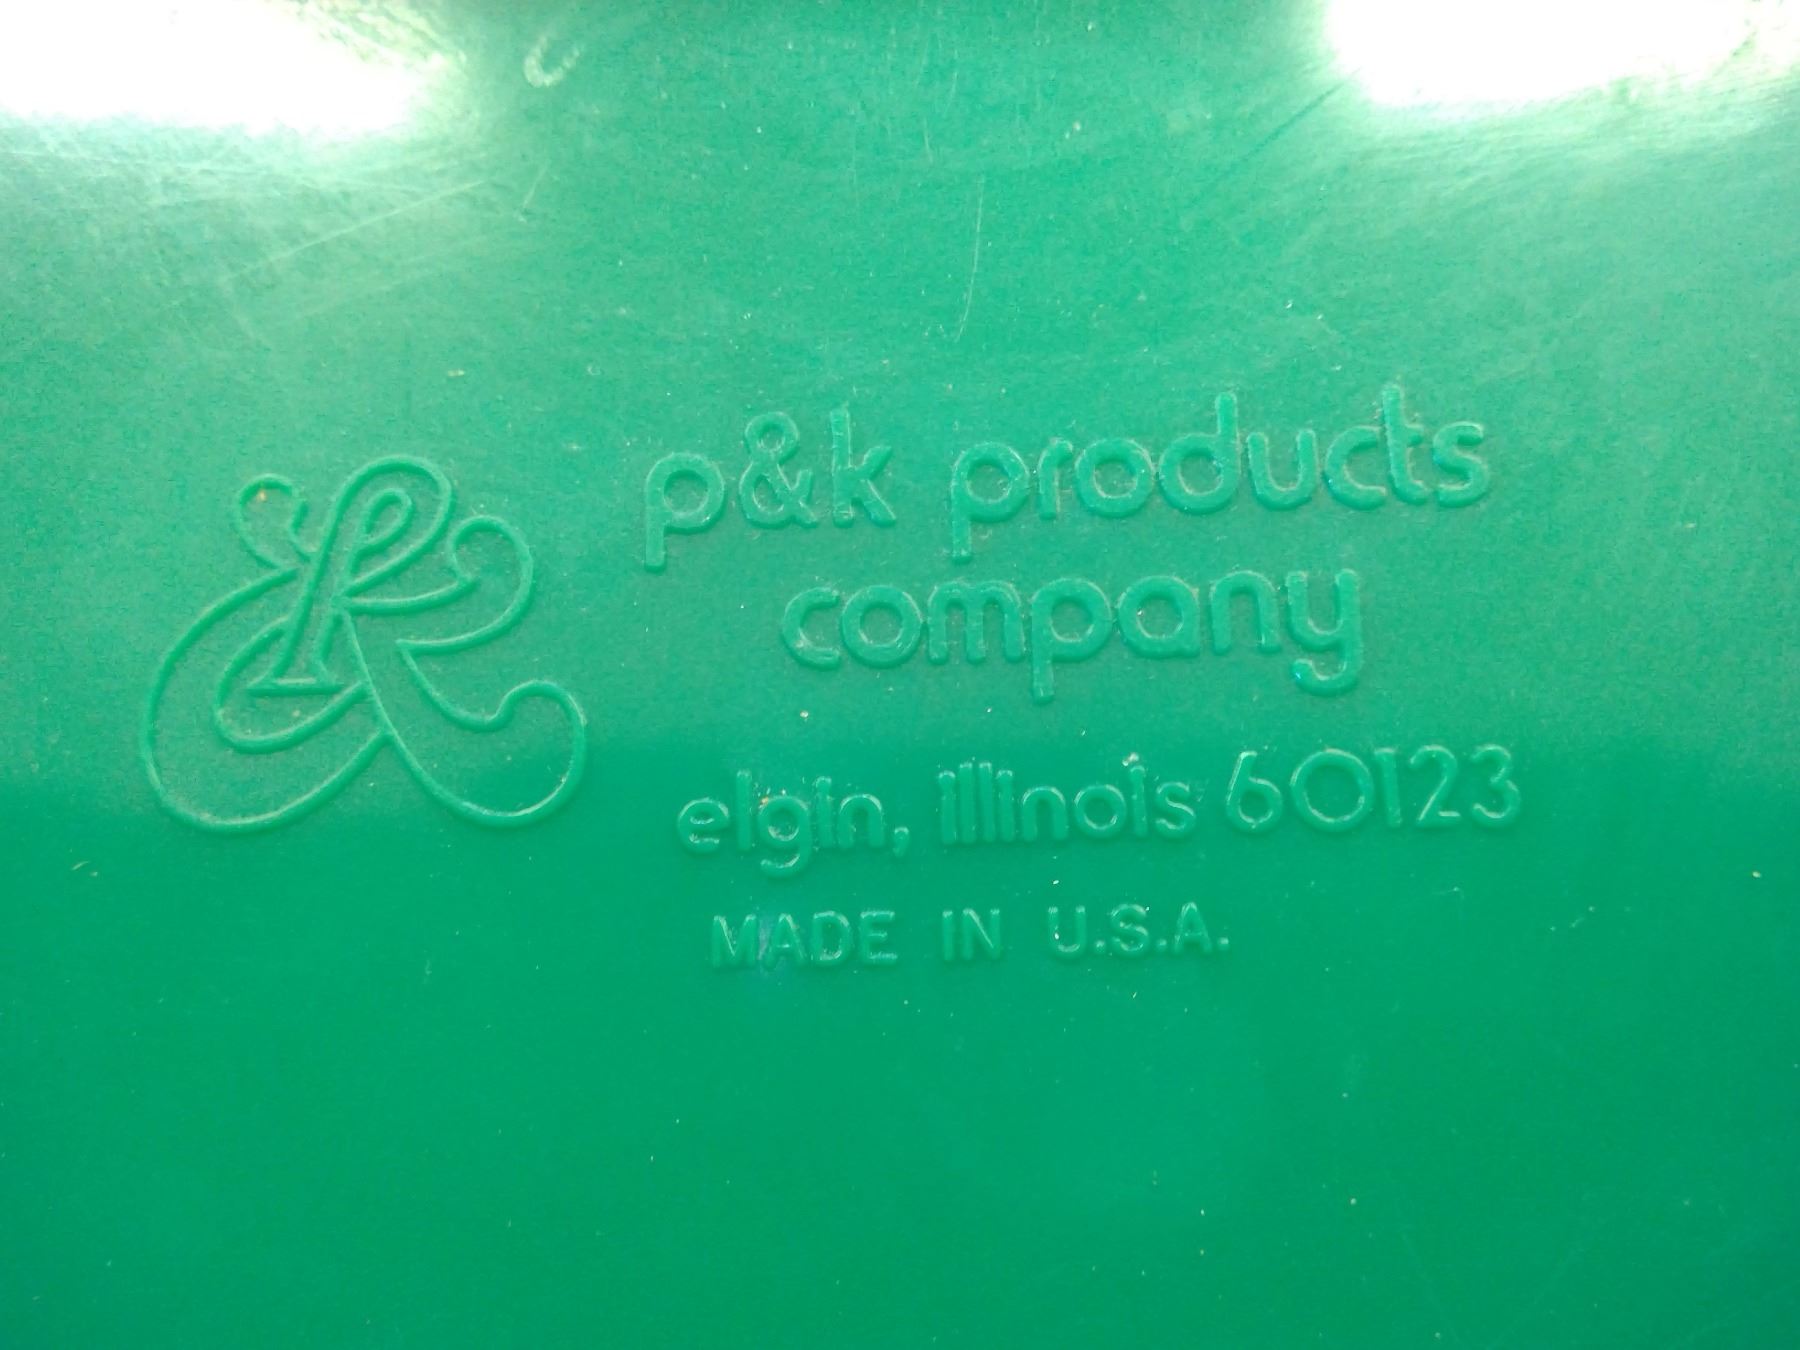 p&k products
company
elgin, illinois 60123
MADE IN U.S.A.